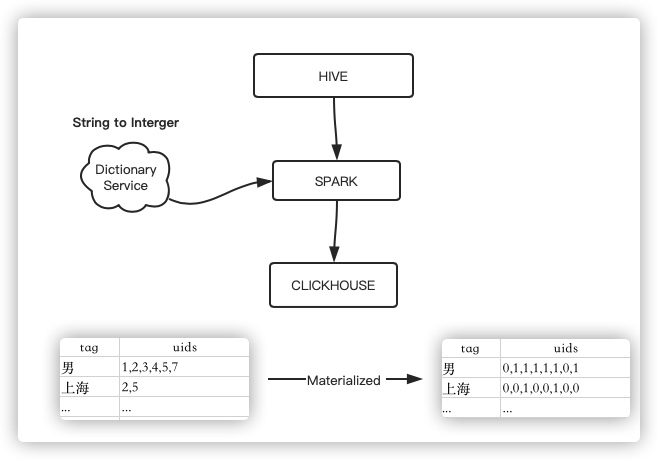 HIVE
String to Interger
Dictionary
Service
SPARK
CLICKHOUSE
tag uids
男 1,2,3,4,5,7
上海 2,5
... ...
Materialized
tag uids
男 0,1,1,1,1,1,0,1
上海 0,0,1,0,0,1,0,0
... ...